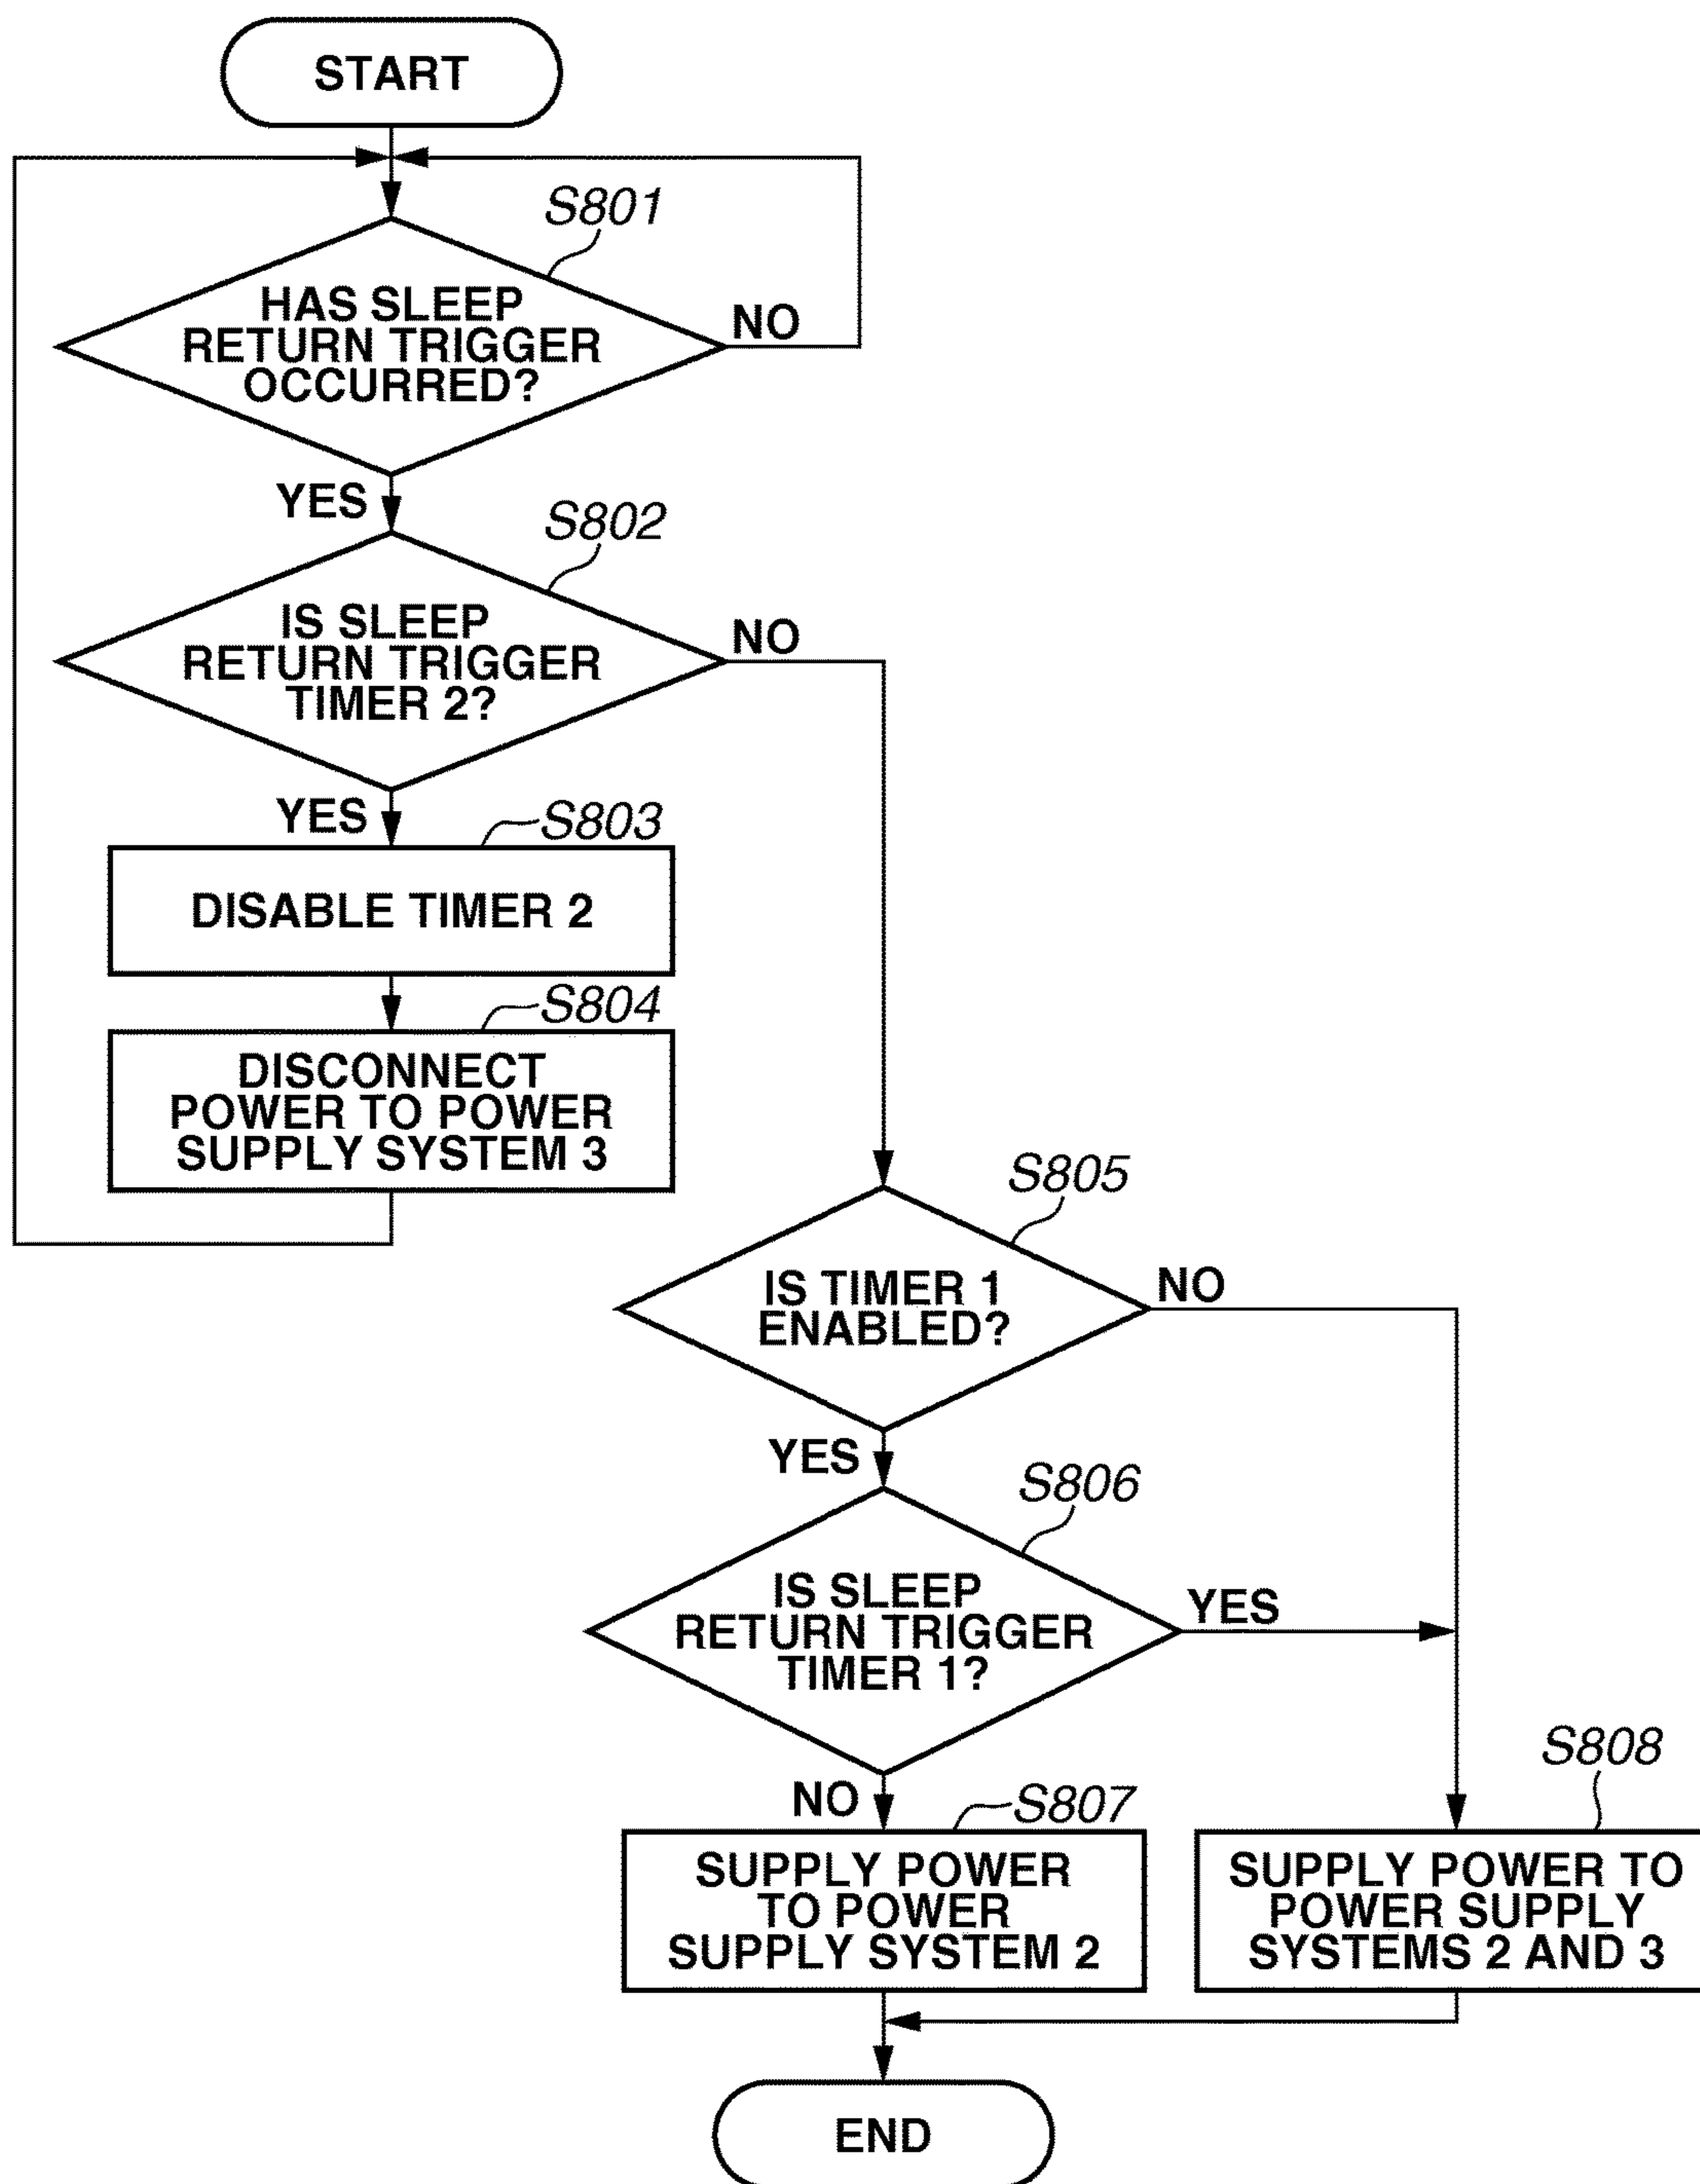 START
S801
HAS SLEEP
RETURN TRIGGER
OCCURRED?
NO
YES
S802
IS SLEEP
RETURN TRIGGER
TIMER 2?
NO
YES
S803
DISABLE TIMER 2
S804
DISCONNECT
POWER TO POWER
SUPPLY SYSTEM 3
S805
IS TIMER 1
ENABLED?
NO
YES
S806
IS SLEEP
RETURN TRIGGER
TIMER 1?
YES
NO
S807
SUPPLY POWER
TO POWER
SUPPLY SYSTEM 2
S808
SUPPLY POWER TO
POWER SUPPLY
SYSTEMS 2 AND 3
END